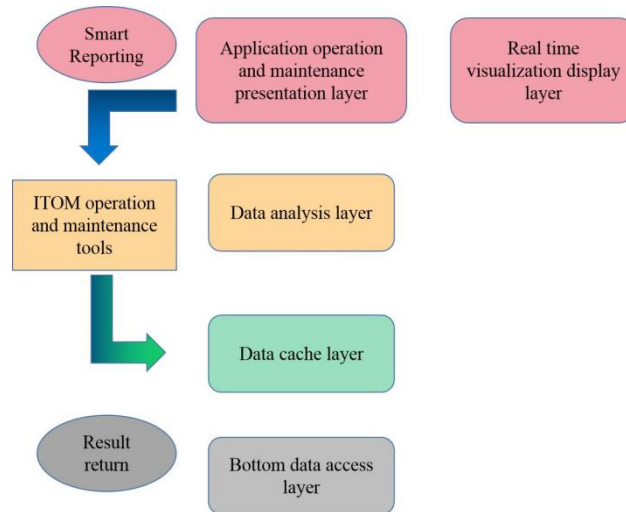 Smart
Reporting
Application operation
and maintenance
presentation layer
Real time
visualization display
layer
ITOM operation
and maintenance
tools
Data analysis layer
Data cache layer
Result
return
Bottom data access
layer